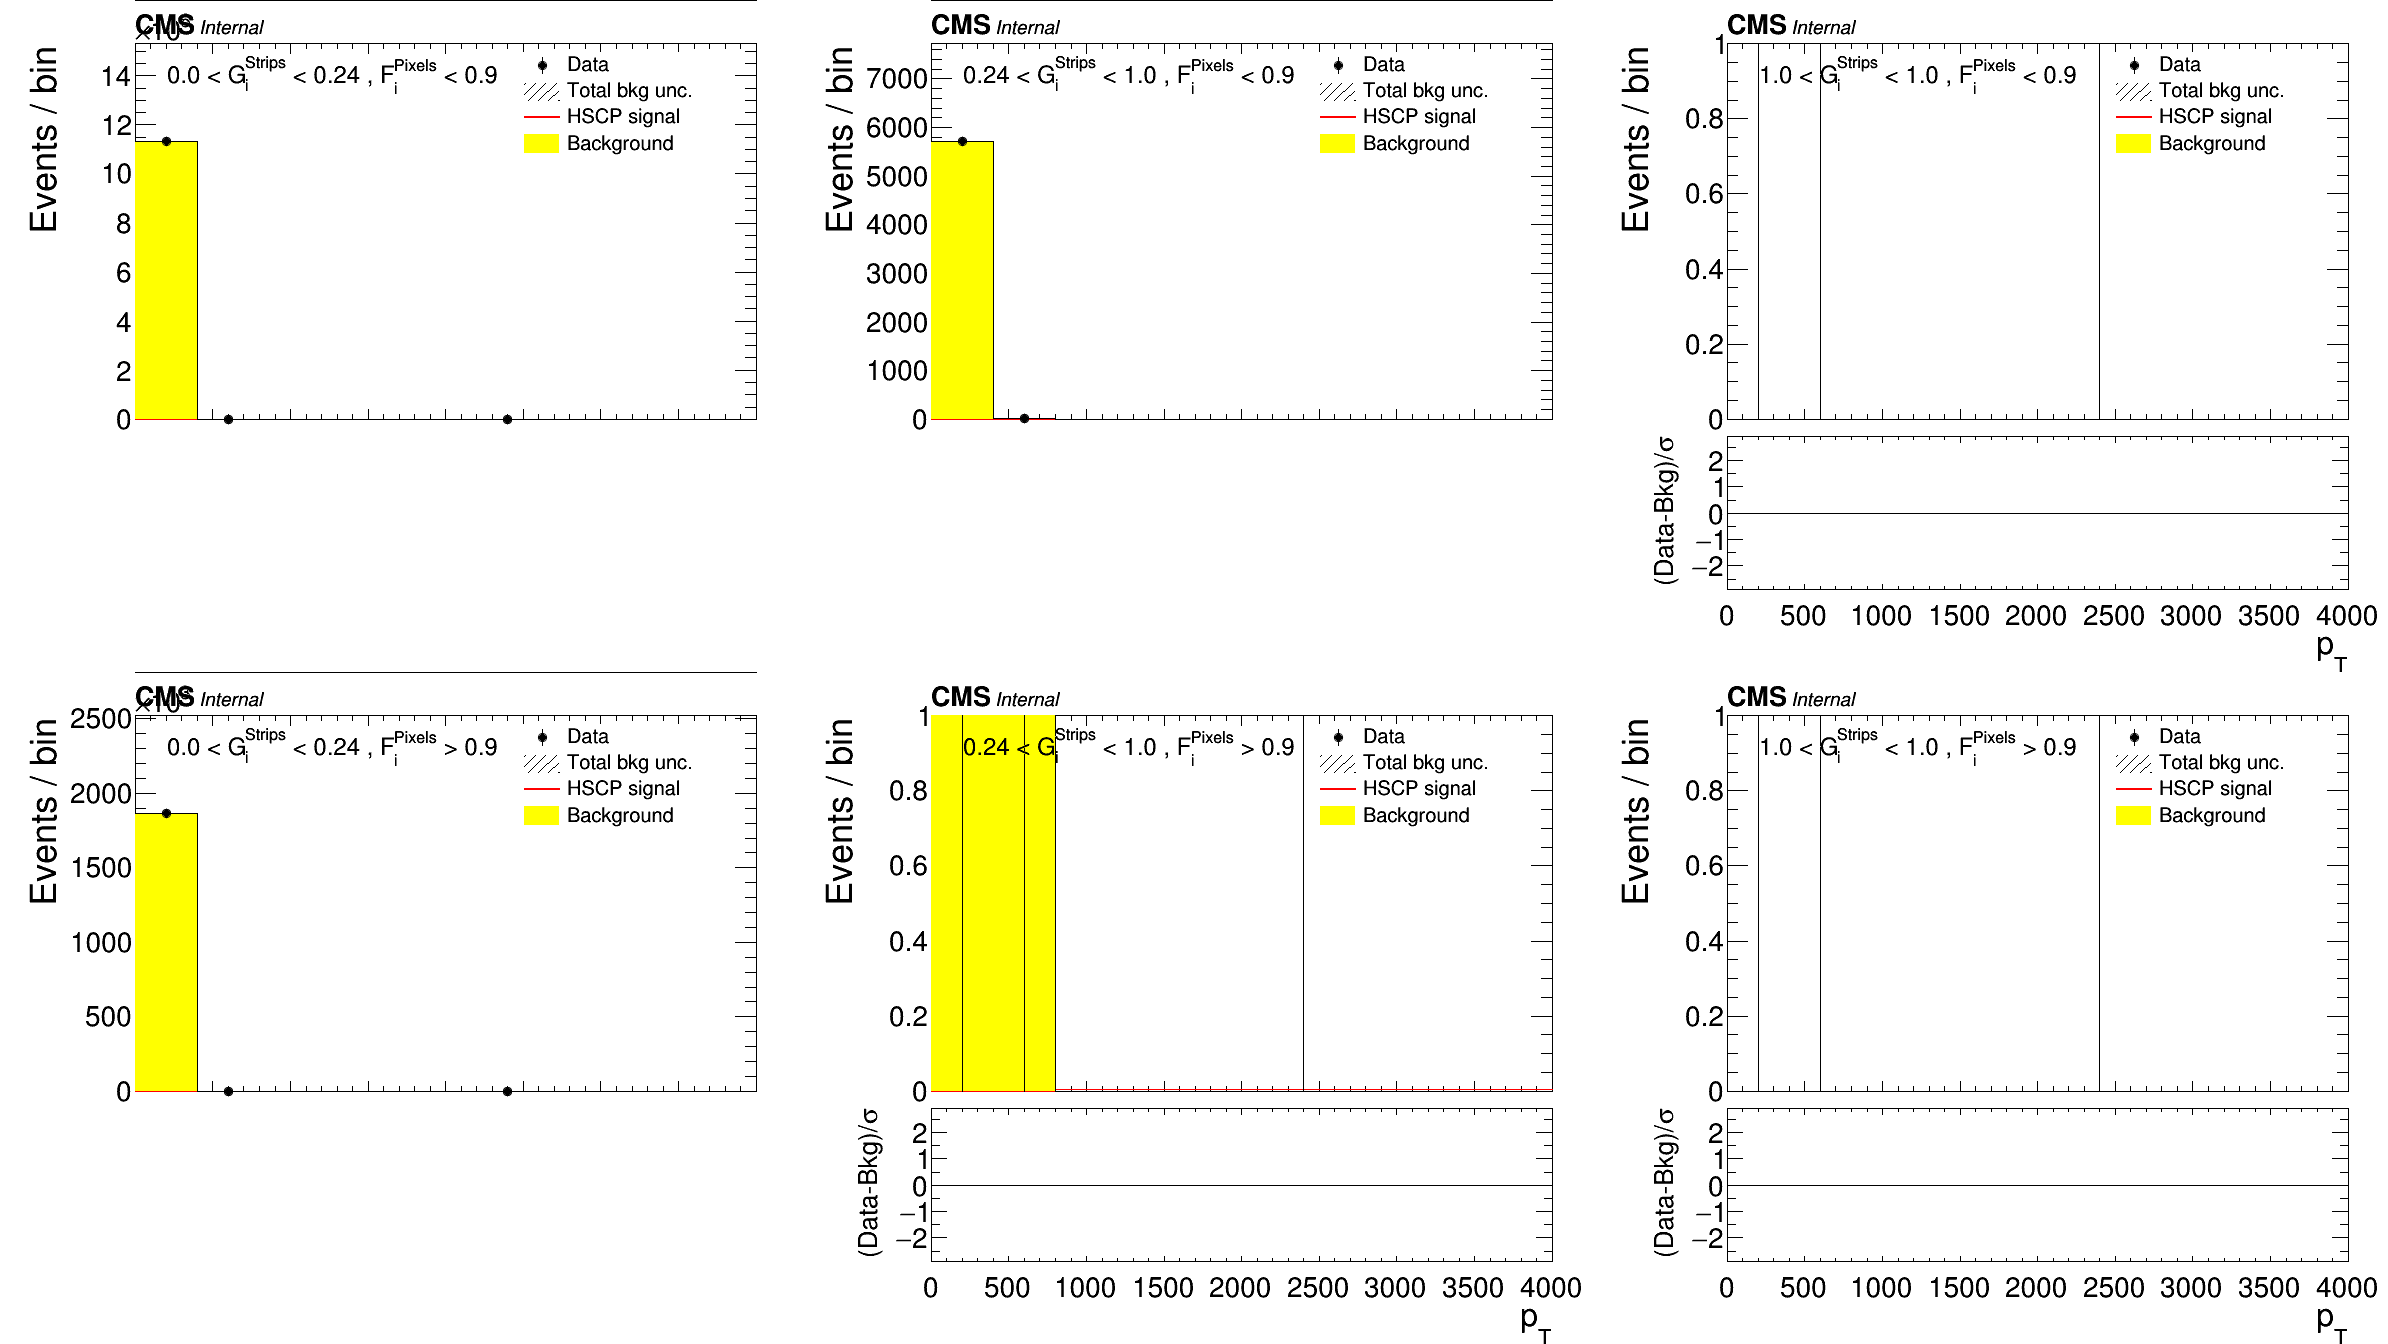 CMS Internal
Events / bin
14
12
10
8
6
4
2
0
0.0 < G_i^Strips < 0.24 , F_i^Pixels < 0.9
Data
Total bkg unc.
HSCP signal
Background
CMS Internal
Events / bin
7000
6000
5000
4000
3000
2000
1000
0
0.24 < G_i^Strips < 1.0 , F_i^Pixels < 0.9
Data
Total bkg unc.
HSCP signal
Background
CMS Internal
Events / bin
1
0.8
0.6
0.4
0.2
0
1.0 < G_i^Strips < 1.0 , F_i^Pixels < 0.9
Data
Total bkg unc.
HSCP signal
Background
(Data-Bkg)/σ
2
1
0
−1
−2
0 500 1000 1500 2000 2500 3000 3500 4000
p_T
CMS Internal
Events / bin
2500
2000
1500
1000
500
0
0.0 < G_i^Strips < 0.24 , F_i^Pixels > 0.9
Data
Total bkg unc.
HSCP signal
Background
CMS Internal
Events / bin
1
0.8
0.6
0.4
0.2
0
0.24 < G_i^Strips < 1.0 , F_i^Pixels > 0.9
Data
Total bkg unc.
HSCP signal
Background
(Data-Bkg)/σ
2
1
0
−1
−2
0 500 1000 1500 2000 2500 3000 3500 4000
p_T
CMS Internal
Events / bin
1
0.8
0.6
0.4
0.2
0
1.0 < G_i^Strips < 1.0 , F_i^Pixels > 0.9
Data
Total bkg unc.
HSCP signal
Background
(Data-Bkg)/σ
2
1
0
−1
−2
0 500 1000 1500 2000 2500 3000 3500 4000
p_T